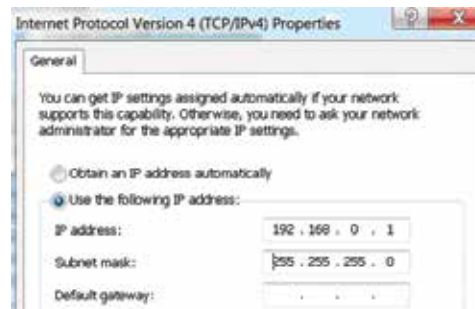 Internet Protocol Version 4 (TCP/IPv4) Properties
General
You can get IP settings assigned automatically if your network
supports this capability. Otherwise, you need to ask your network
administrator for the appropriate IP settings.
Obtain an IP address automatically
Use the following IP address:
IP address: 192 . 168 . 0 . 1
Subnet mask: 255 . 255 . 255 . 0
Default gateway: . . .